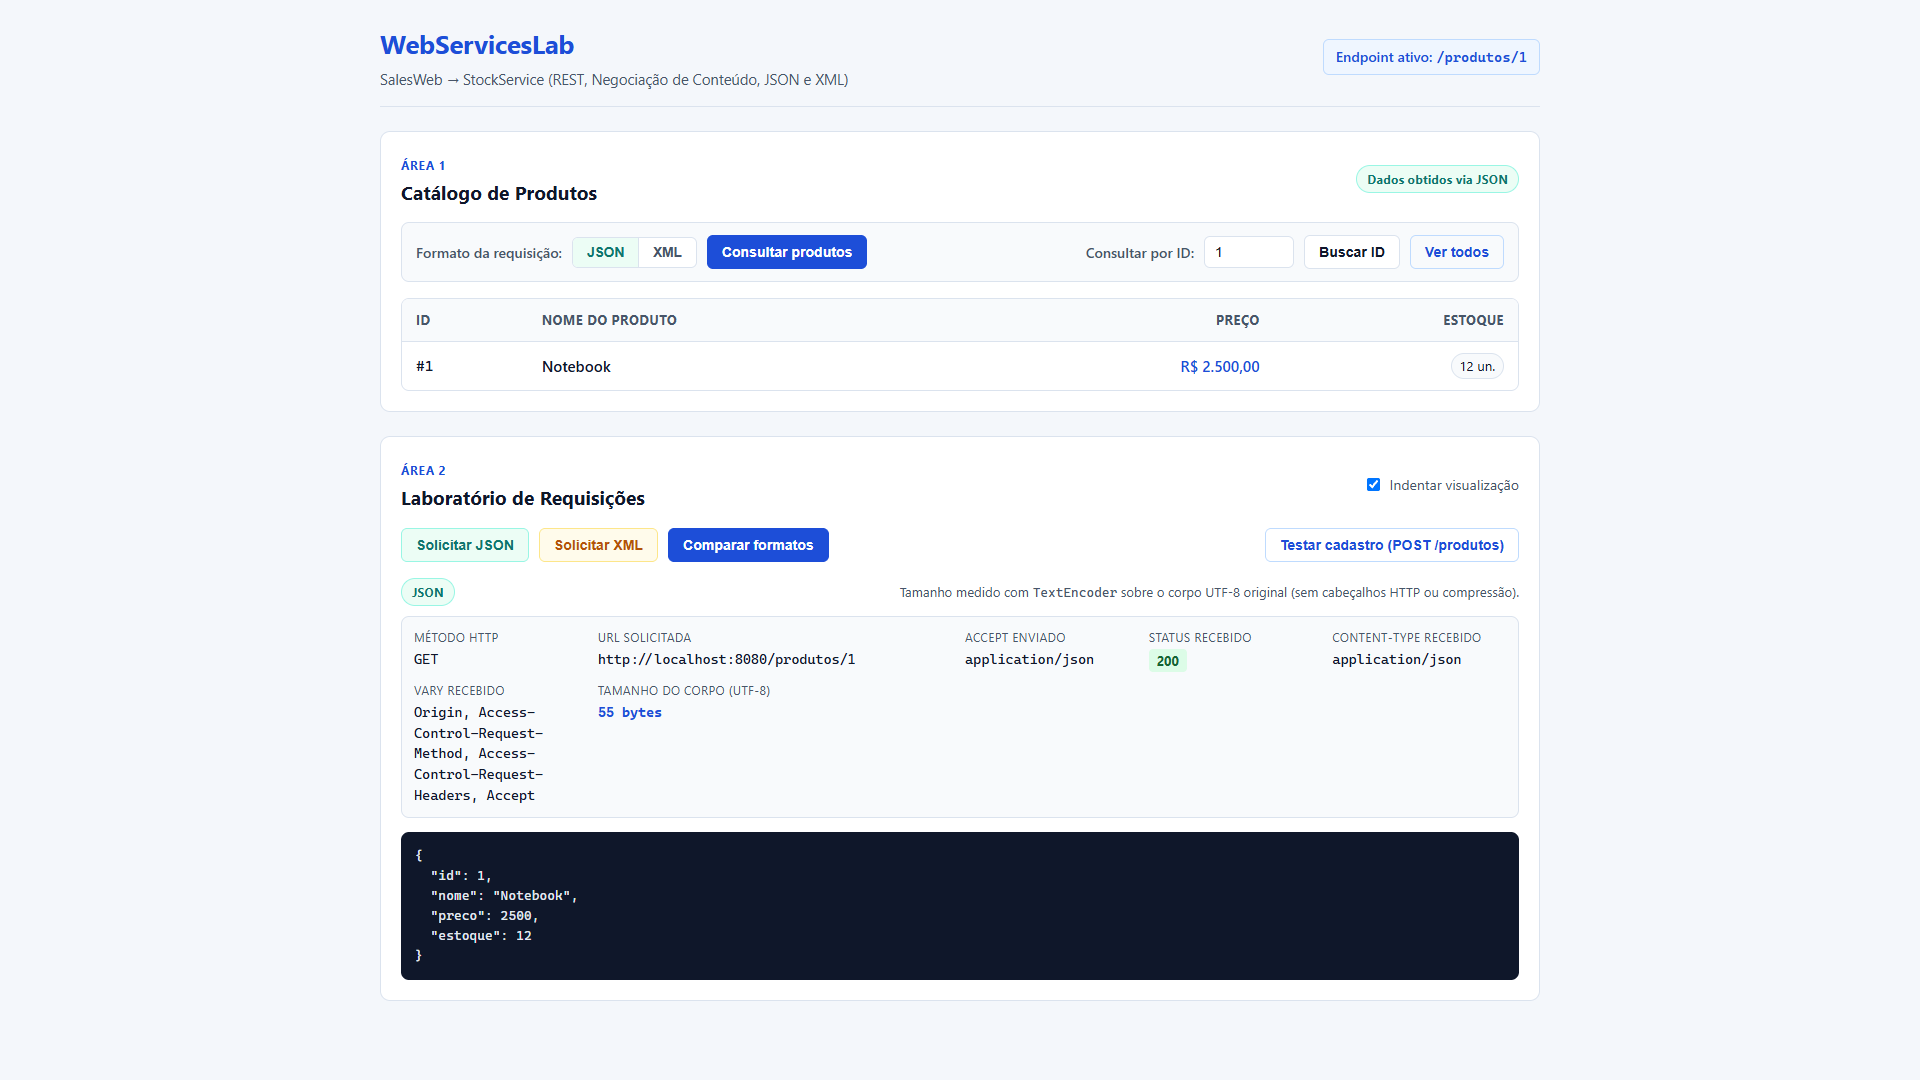 WebServicesLab
SalesWeb → StockService (REST, Negociação de Conteúdo, JSON e XML)
Endpoint ativo: /produtos/1
ÁREA 1
Catálogo de Produtos
Dados obtidos via JSON
Formato da requisição: JSON XML Consultar produtos Consultar por ID: 1 Buscar ID Ver todos
ID NOME DO PRODUTO PREÇO ESTOQUE
#1 Notebook R$ 2.500,00 12 un.
ÁREA 2
Laboratório de Requisições
Indentar visualização
Solicitar JSON Solicitar XML Comparar formatos Testar cadastro (POST /produtos)
JSON Tamanho medido com TextEncoder sobre o corpo UTF-8 original (sem cabeçalhos HTTP ou compressão).
MÉTODO HTTP URL SOLICITADA ACCEPT ENVIADO STATUS RECEBIDO CONTENT-TYPE RECEBIDO
GET http://localhost:8080/produtos/1 application/json 200 application/json
VARY RECEBIDO TAMANHO DO CORPO (UTF-8)
Origin, Access- 55 bytes
Control-Request-
Method, Access-
Control-Request-
Headers, Accept
{
"id": 1,
"nome": "Notebook",
"preco": 2500,
"estoque": 12
}